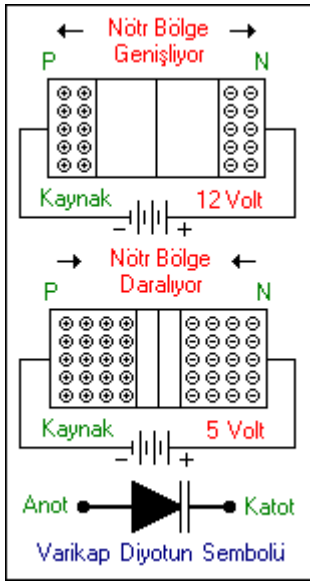 Nötr Bölge
Genişliyor
P N
Kaynak 12 Volt
- +
Nötr Bölge
Daralıyor
P N
Kaynak 5 Volt
- +
Anot Katot
Varikap Diyotun Sembolü